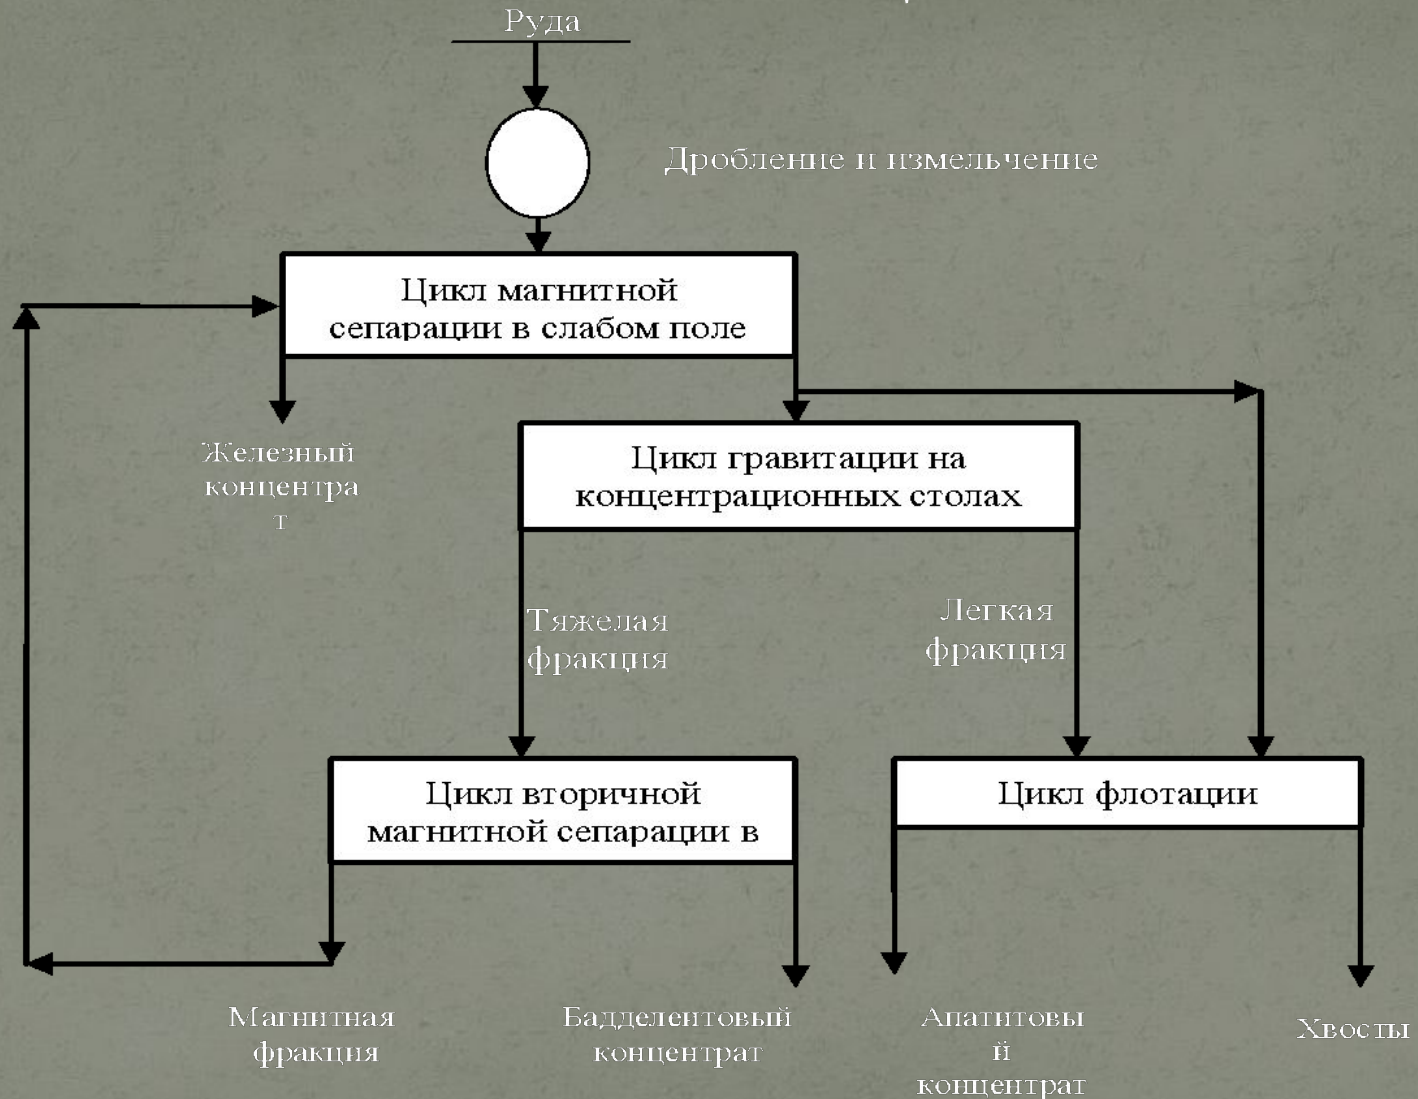 Руда
Дробление и измельчение
Цикл магнитной
сепарации в слабом поле
Железный
концентра
т
Цикл гравитации на
концентрационных столах
Тяжелая
фракция
Легкая
фракция
Цикл вторичной
магнитной сепарации в
Цикл флотации
Магнитная
фракция
Бадделеитовый
концентрат
Апатитовы
й
концентрат
Хвосты